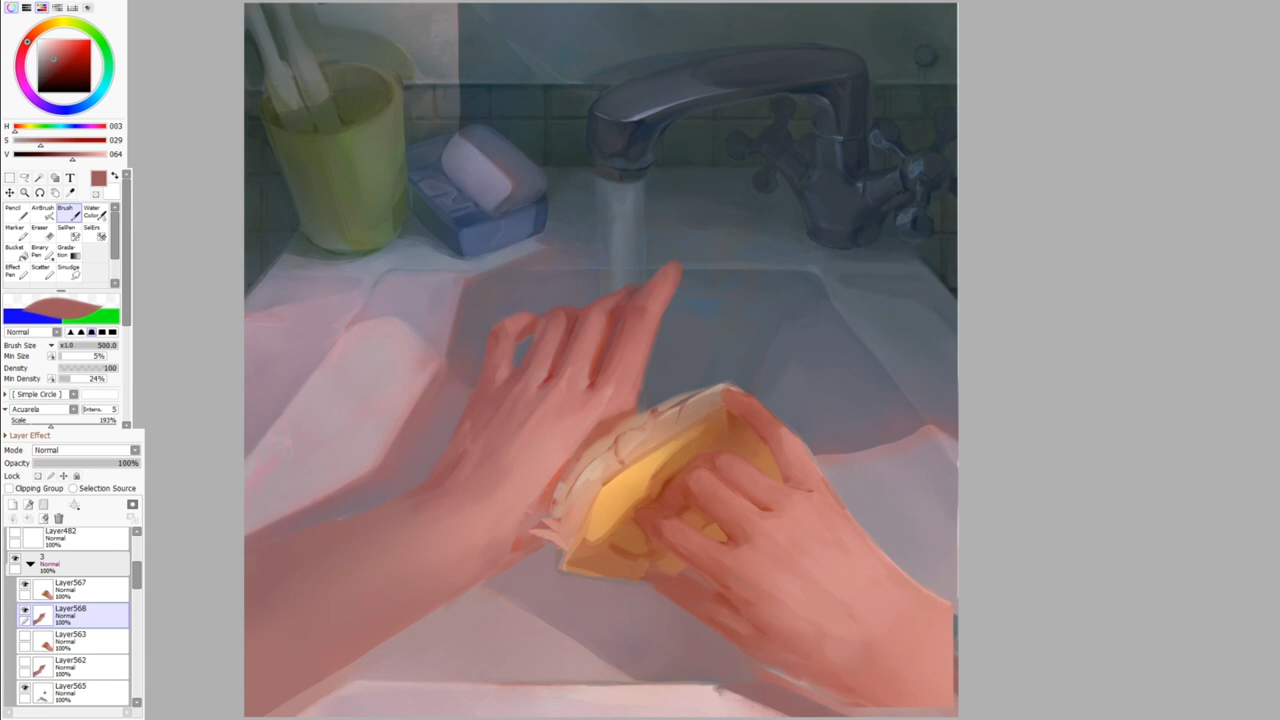 H 003
S 029
V 064
T
Pencil AirBrush Brush Water Color
Marker Eraser SelPen SelErs
Bucket Binary Pen Gradation
Effect Pen Scatter Smudge
Normal
Brush Size x1.0 500.0
Min Size 5%
Density 100
Min Density 24%
[ Simple Circle ]
Acuarela Intens. 5
Scale 193%
Layer Effect
Mode Normal
Opacity 100%
Lock
Clipping Group Selection Source
Layer482
Normal
100%
3
Normal
100%
Layer567
Normal
100%
Layer568
Normal
100%
Layer563
Normal
100%
Layer562
Normal
100%
Layer565
Normal
100%